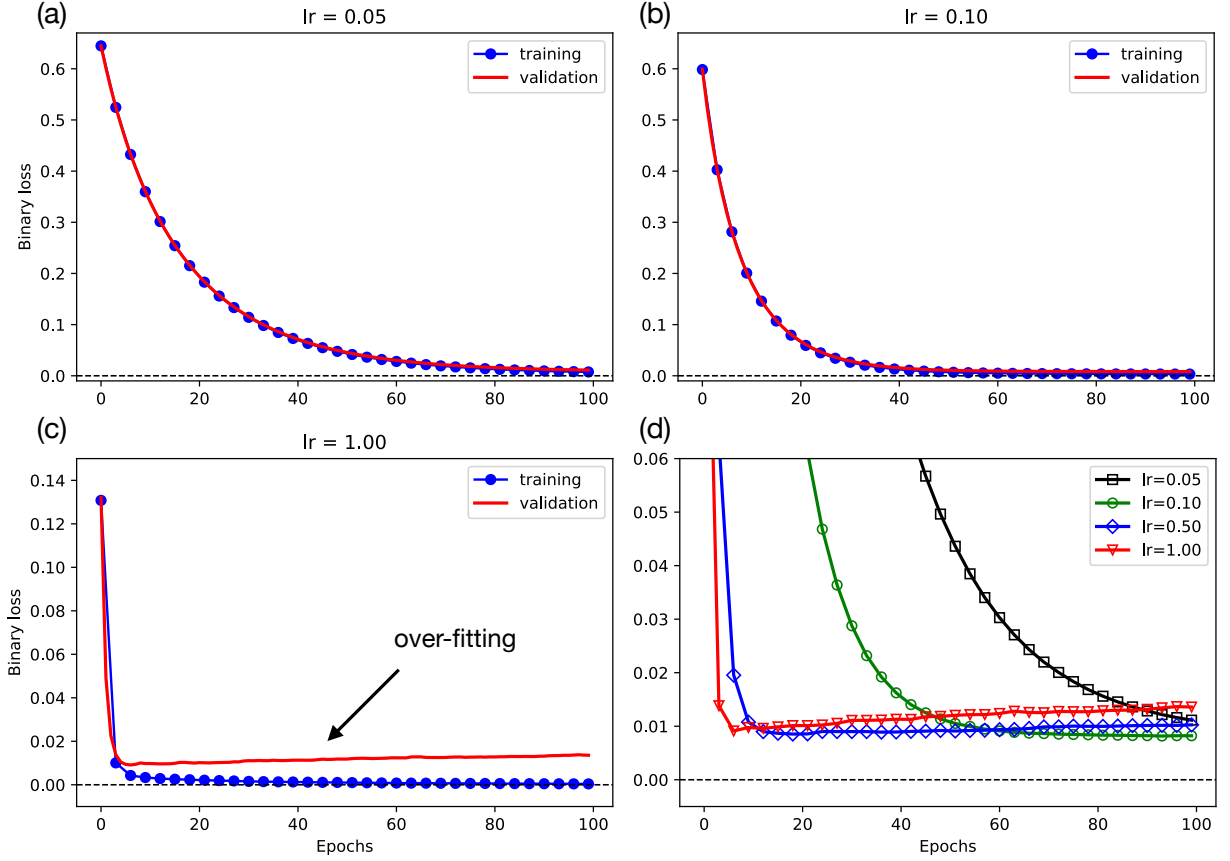 (a)
lr = 0.05
Binary loss
0.6
0.5
0.4
0.3
0.2
0.1
0.0
0 20 40 60 80 100
training
validation
(b)
lr = 0.10
0.6
0.5
0.4
0.3
0.2
0.1
0.0
0 20 40 60 80 100
training
validation
(c)
lr = 1.00
Binary loss
0.14
0.12
0.10
0.08
0.06
0.04
0.02
0.00
0 20 40 60 80 100
Epochs
training
validation
over-fitting
(d)
0.06
0.05
0.04
0.03
0.02
0.01
0.00
0 20 40 60 80 100
Epochs
lr=0.05
lr=0.10
lr=0.50
lr=1.00